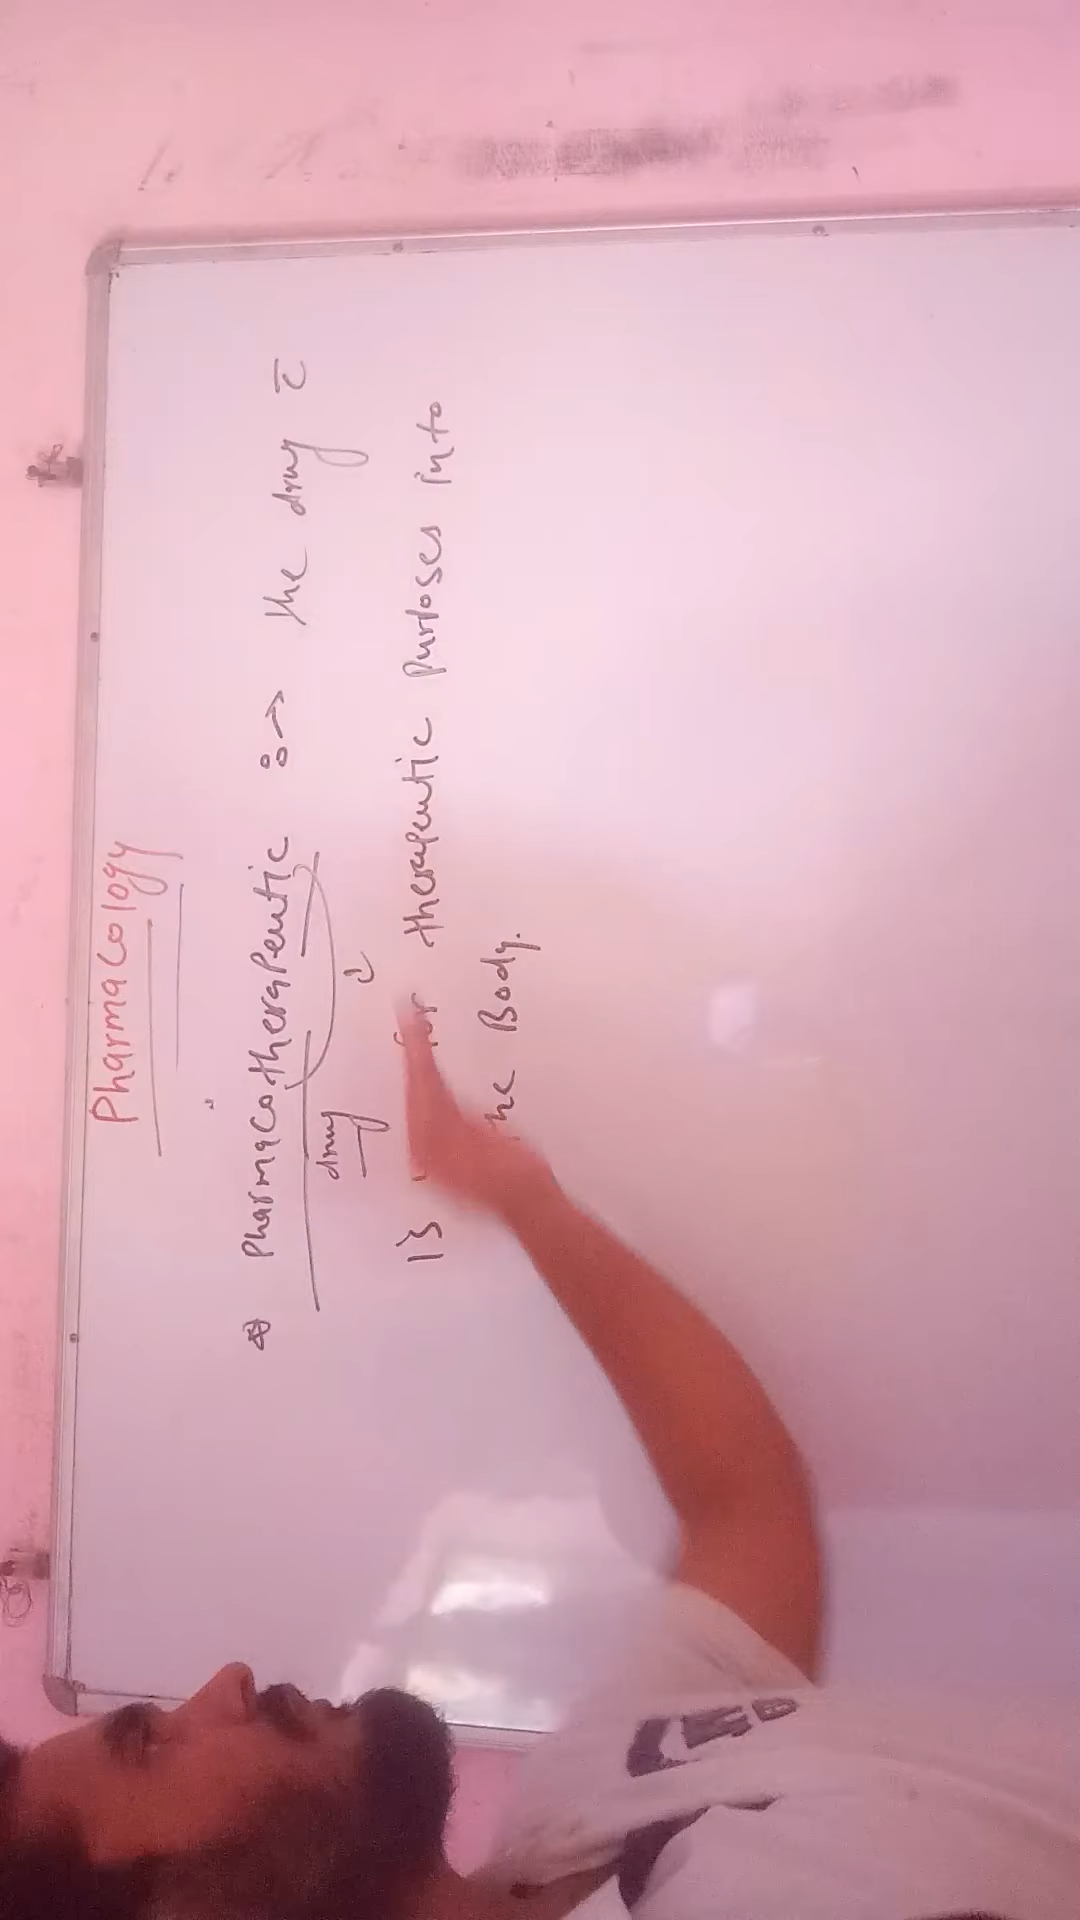 Pharmacology
Pharmacotherapeutic :→ the drug c̅
drug
is for therapeutic purposes into
the Body.